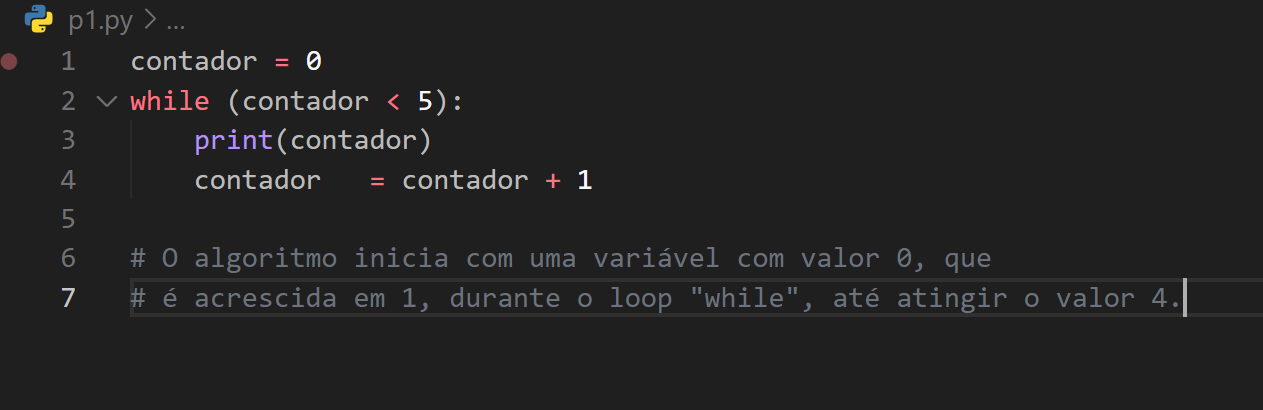 p1.py > ...
1 contador = 0
2 while (contador < 5):
3 print(contador)
4 contador   = contador + 1
5
6 # O algoritmo inicia com uma variável com valor 0, que
7 # é acrescida em 1, durante o loop "while", até atingir o valor 4.